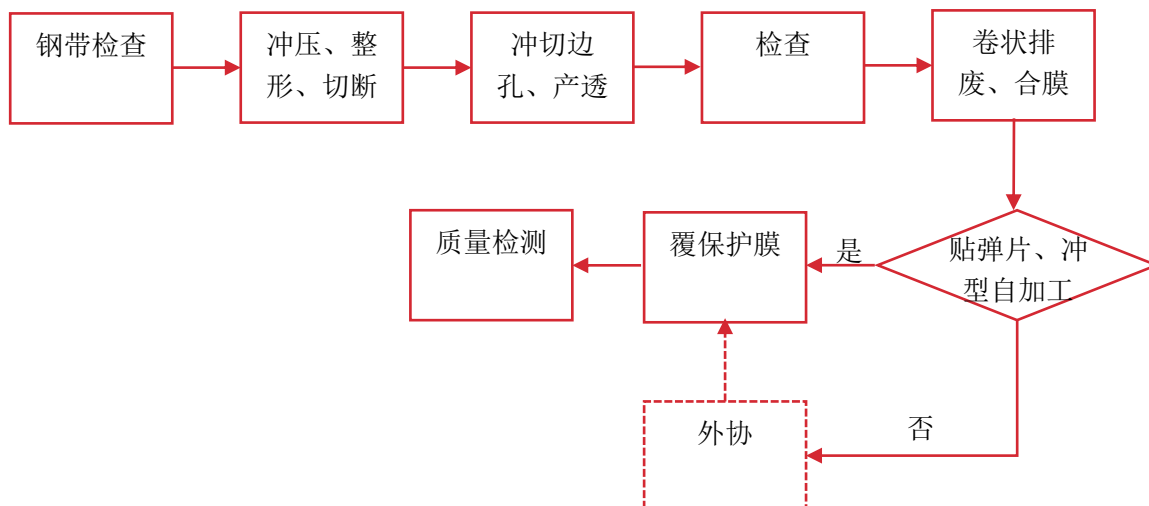 钢带检查
冲压、整
形、切断
冲切边
孔、产透
检查
卷状排
废、合膜
贴弹片、冲
型自加工
是
覆保护膜
质量检测
否
外协